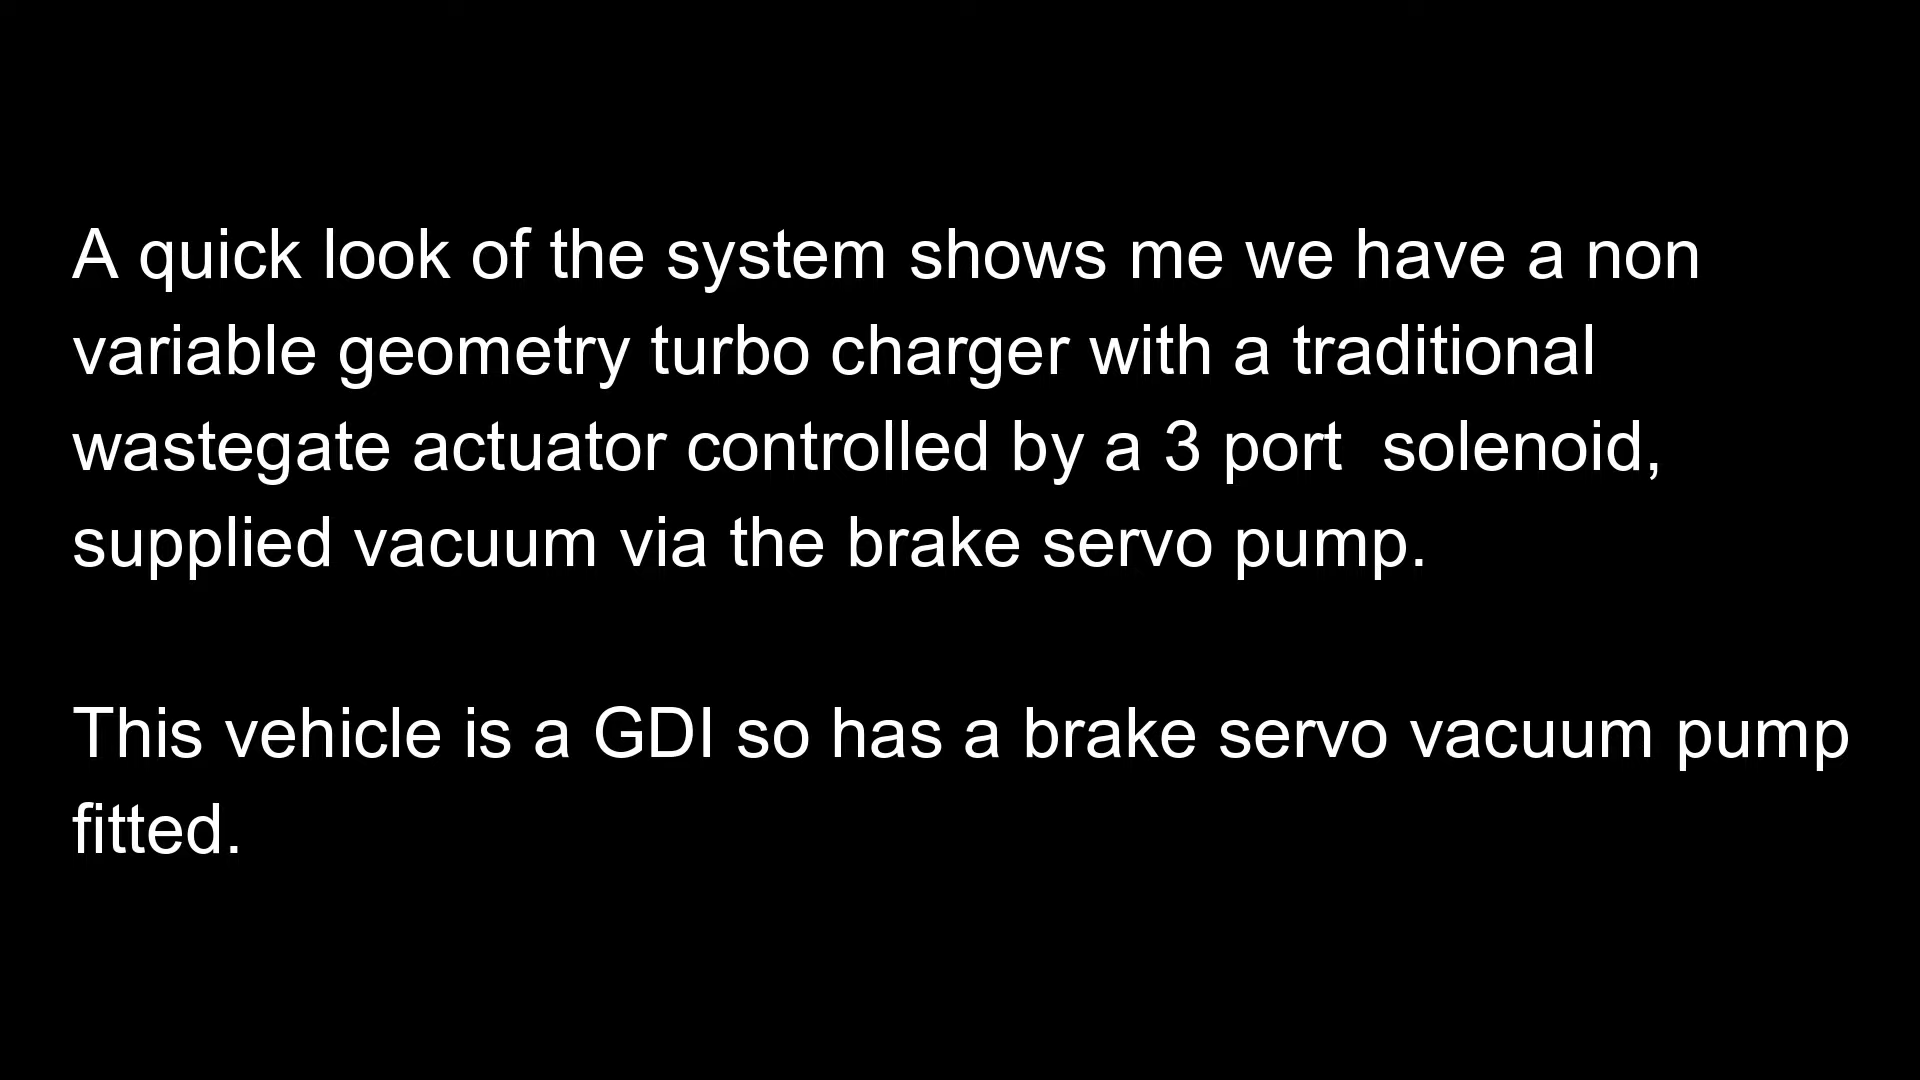 A quick look of the system shows me we have a non
variable geometry turbo charger with a traditional
wastegate actuator controlled by a 3 port  solenoid,
supplied vacuum via the brake servo pump.
This vehicle is a GDI so has a brake servo vacuum pump
fitted.